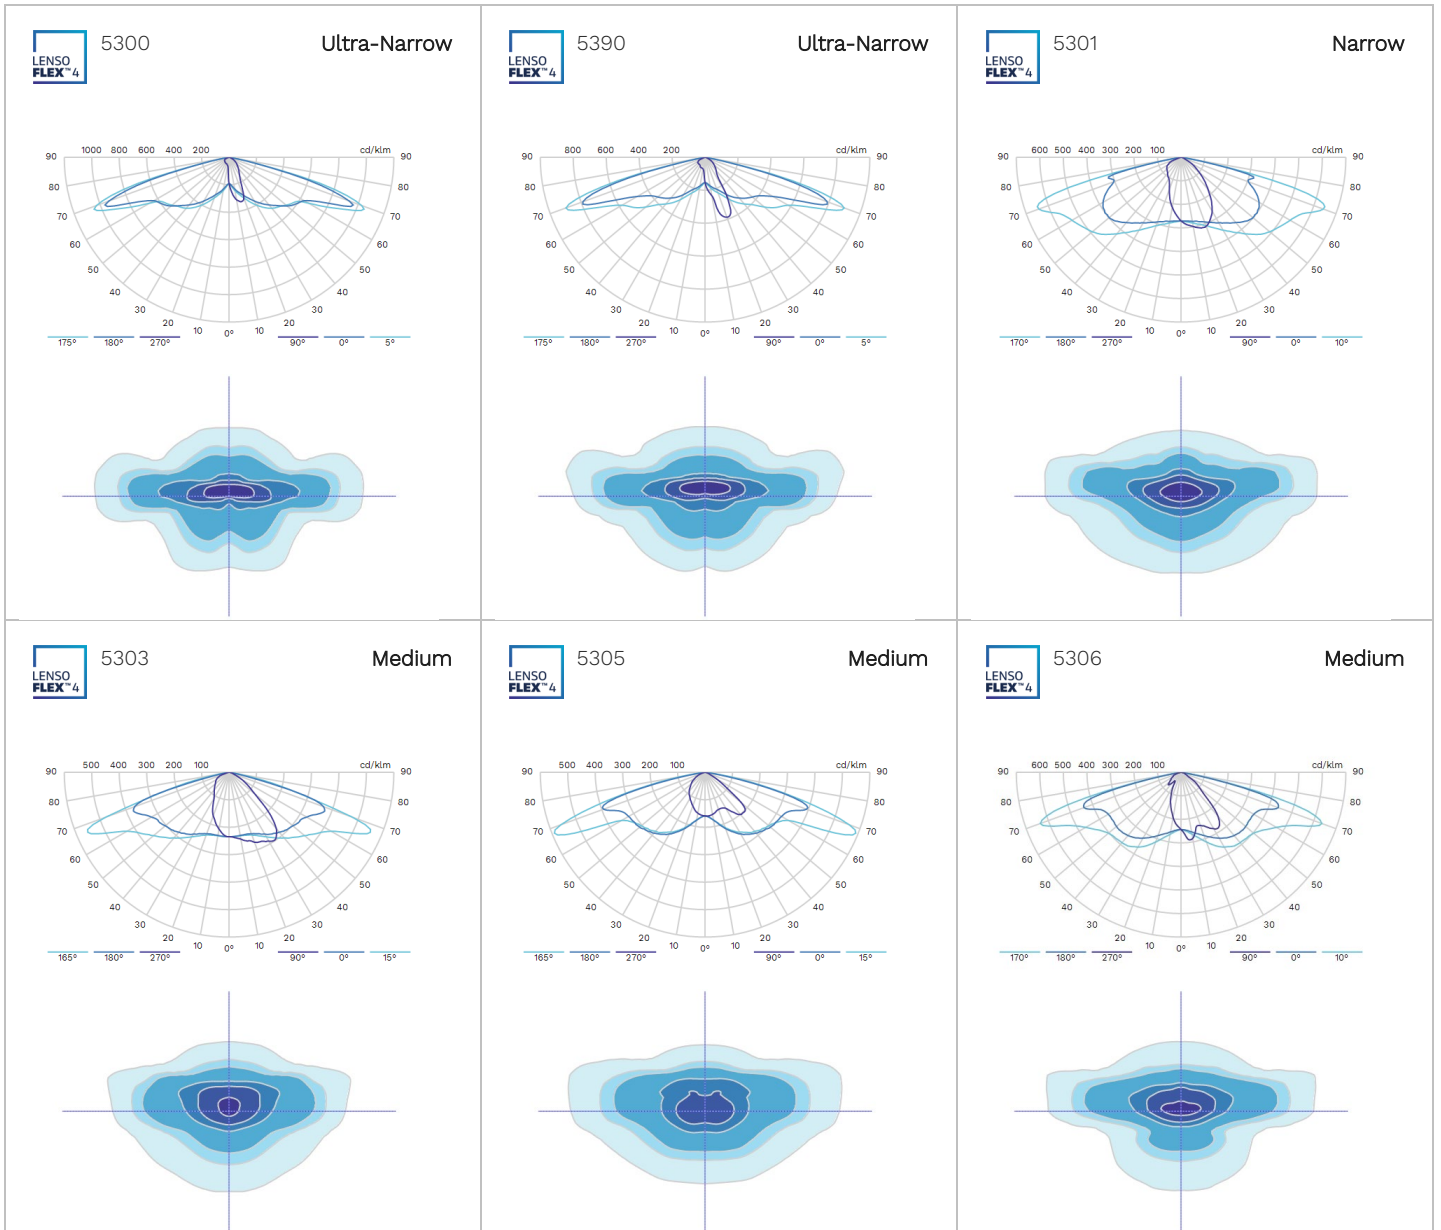 5300 Ultra-Narrow
LENSO
FLEX™4
1000 800 600 400 200 cd/klm
90 90
80 80
70 70
60 60
50 50
40 40
30 30
20 10 0° 10 20
175° 180° 270° 90° 0° 5°
5390 Ultra-Narrow
LENSO
FLEX™4
800 600 400 200 cd/klm
90 90
80 80
70 70
60 60
50 50
40 40
30 30
20 10 0° 10 20
175° 180° 270° 90° 0° 5°
5301 Narrow
LENSO
FLEX™4
600 500 400 300 200 100 cd/klm
90 90
80 80
70 70
60 60
50 50
40 40
30 30
20 10 0° 10 20
170° 180° 270° 90° 0° 10°
5303 Medium
LENSO
FLEX™4
500 400 300 200 100 cd/klm
90 90
80 80
70 70
60 60
50 50
40 40
30 30
20 10 0° 10 20
165° 180° 270° 90° 0° 15°
5305 Medium
LENSO
FLEX™4
500 400 300 200 100 cd/klm
90 90
80 80
70 70
60 60
50 50
40 40
30 30
20 10 0° 10 20
165° 180° 270° 90° 0° 15°
5306 Medium
LENSO
FLEX™4
600 500 400 300 200 100 cd/klm
90 90
80 80
70 70
60 60
50 50
40 40
30 30
20 10 0° 10 20
170° 180° 270° 90° 0° 10°